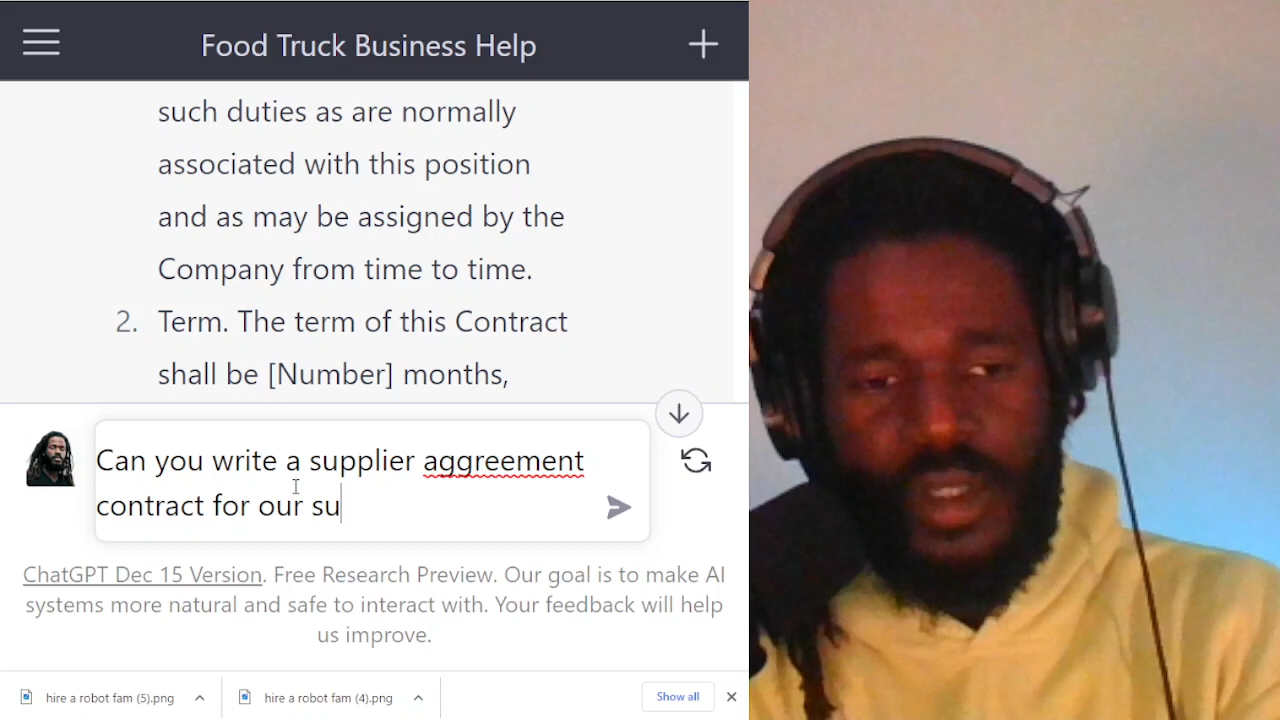 Food Truck Business Help
such duties as are normally
associated with this position
and as may be assigned by the
Company from time to time.
2. Term. The term of this Contract
shall be [Number] months,
Can you write a supplier aggreement
contract for our su
ChatGPT Dec 15 Version. Free Research Preview. Our goal is to make AI
systems more natural and safe to interact with. Your feedback will help
us improve.
hire a robot fam (5).png
hire a robot fam (4).png
Show all